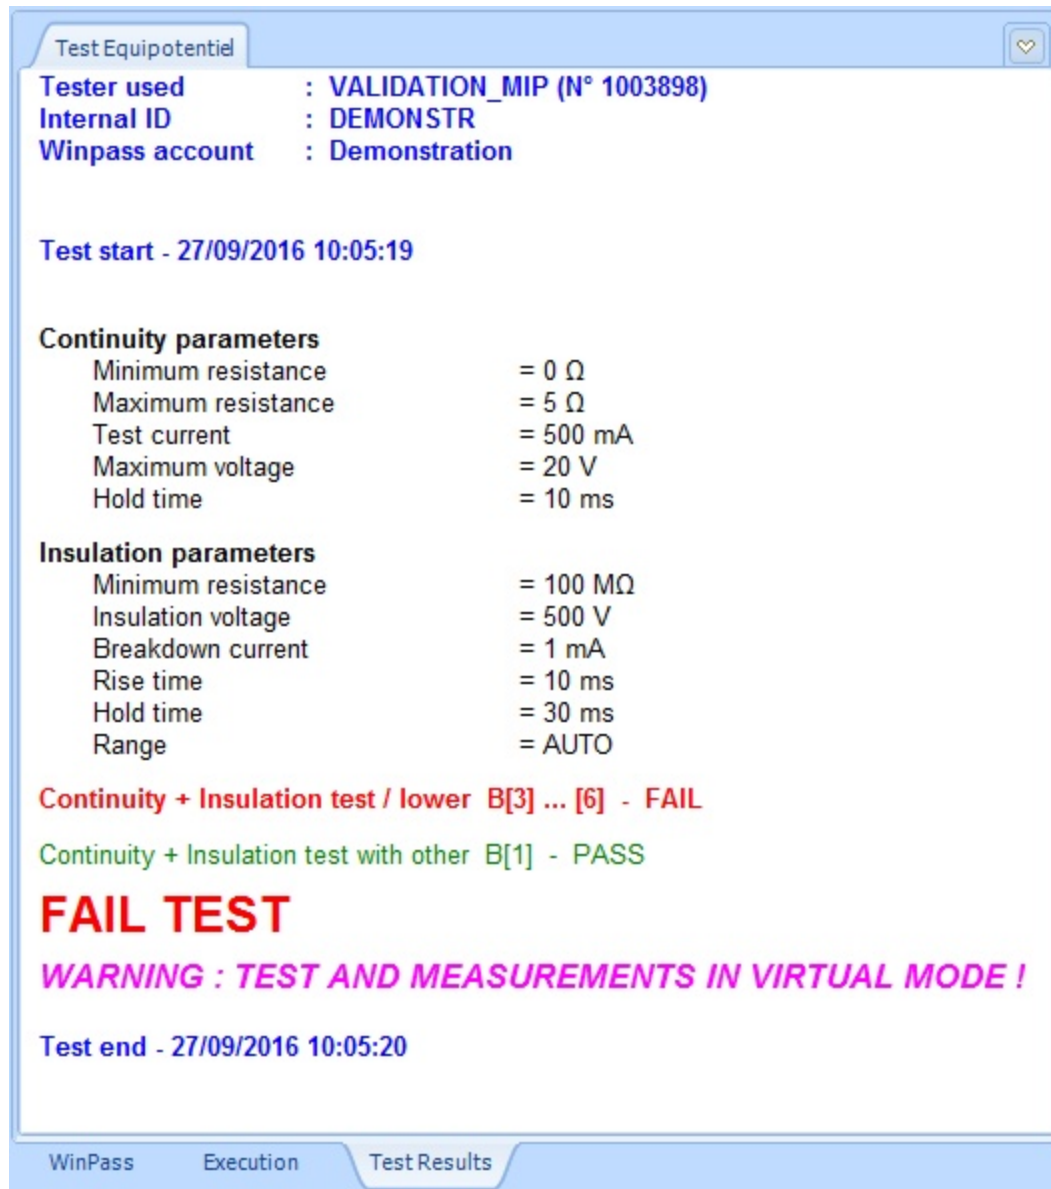 Test Equipotentiel
Tester used : VALIDATION_MIP (N° 1003898)
Internal ID : DEMONSTR
Winpass account : Demonstration
Test start - 27/09/2016 10:05:19
Continuity parameters
Minimum resistance = 0 Ω
Maximum resistance = 5 Ω
Test current = 500 mA
Maximum voltage = 20 V
Hold time = 10 ms
Insulation parameters
Minimum resistance = 100 MΩ
Insulation voltage = 500 V
Breakdown current = 1 mA
Rise time = 10 ms
Hold time = 30 ms
Range = AUTO
Continuity + Insulation test / lower B[3] ... [6] - FAIL
Continuity + Insulation test with other B[1] - PASS
FAIL TEST
WARNING : TEST AND MEASUREMENTS IN VIRTUAL MODE !
Test end - 27/09/2016 10:05:20
WinPass Execution Test Results